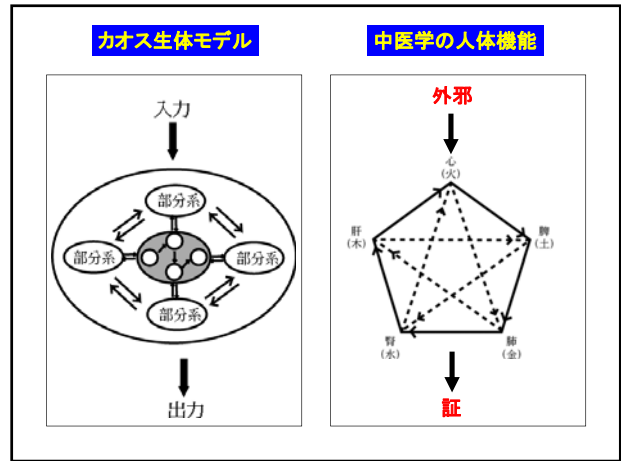 カオス生体モデル
中医学の人体機能
入力
部分系
部分系
部分系
部分系
出力
外邪
心
(火)
肝
(木)
脾
(土)
腎
(水)
肺
(金)
証